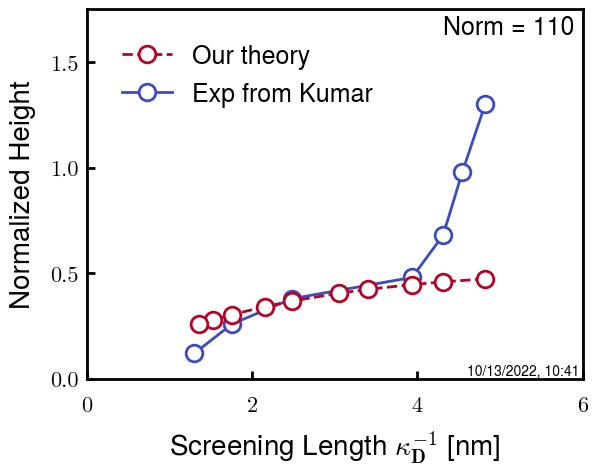 Norm = 110
Our theory
Exp from Kumar
Normalized Height
1.5
1.0
0.5
0.0
10/13/2022, 10:41
0 2 4 6
Screening Length κ_D^{-1} [nm]